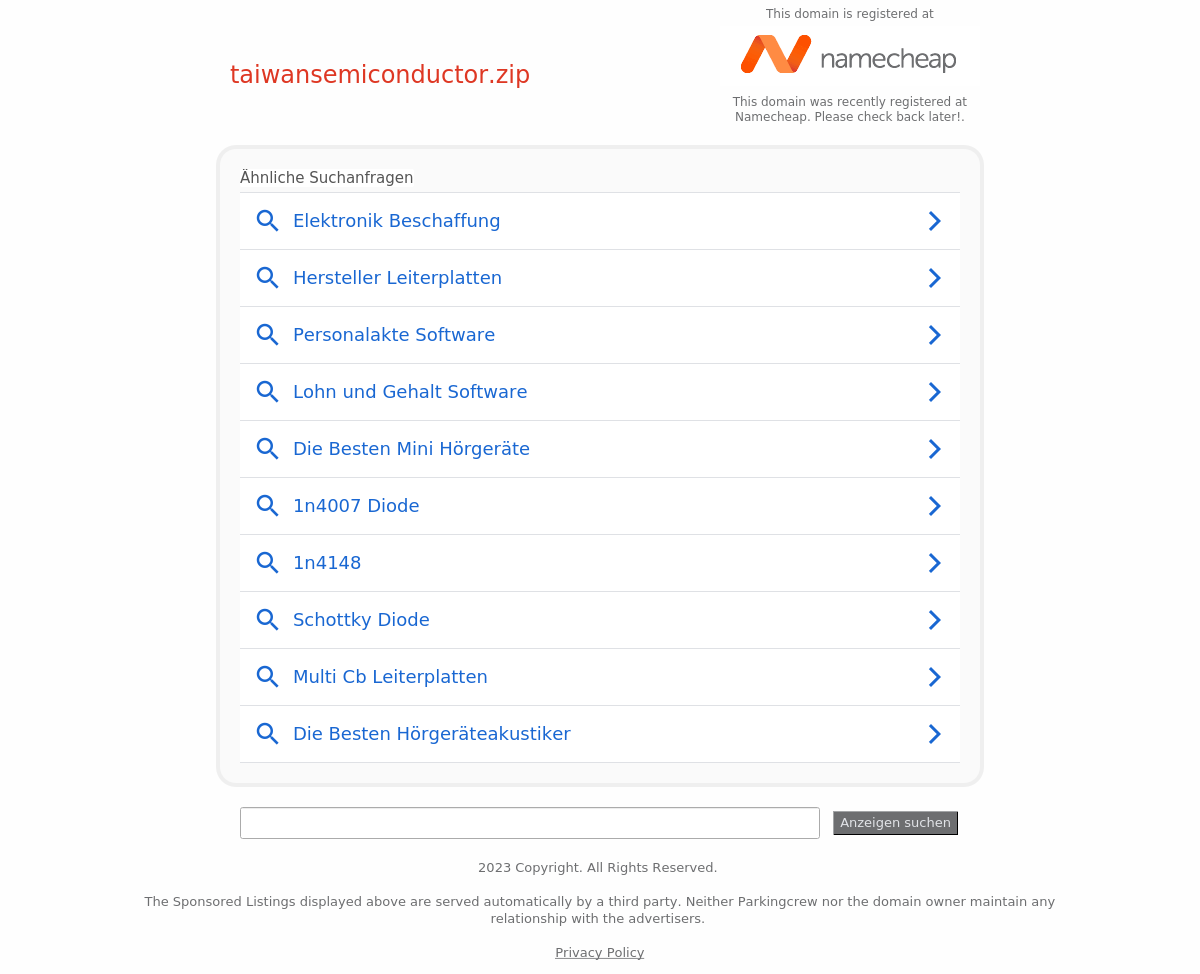 This domain is registered at
namecheap
taiwansemiconductor.zip
This domain was recently registered at
Namecheap. Please check back later!.
Ähnliche Suchanfragen
Elektronik Beschaffung
Hersteller Leiterplatten
Personalakte Software
Lohn und Gehalt Software
Die Besten Mini Hörgeräte
1n4007 Diode
1n4148
Schottky Diode
Multi Cb Leiterplatten
Die Besten Hörgeräteakustiker
Anzeigen suchen
2023 Copyright. All Rights Reserved.
The Sponsored Listings displayed above are served automatically by a third party. Neither Parkingcrew nor the domain owner maintain any
relationship with the advertisers.
Privacy Policy